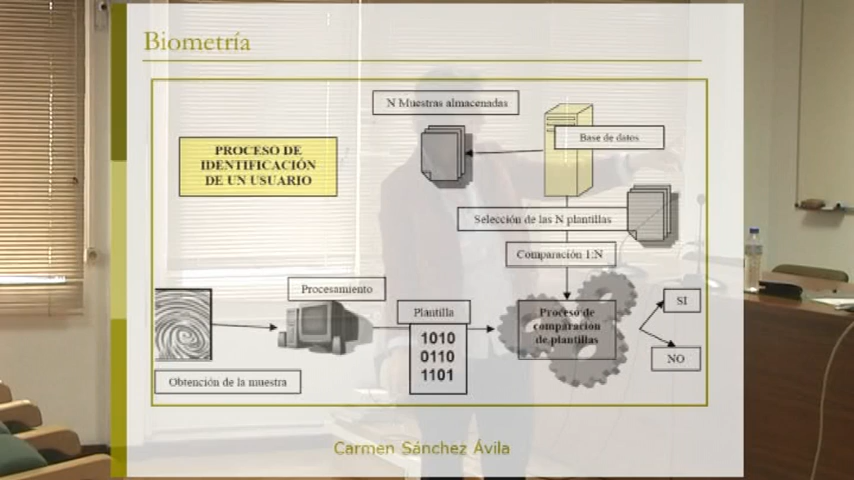 Biometría
N Muestras almacenadas
Base de datos
PROCESO DE
IDENTIFICACIÓN
DE UN USUARIO
Selección de las N plantillas
Comparación 1:N
Procesamiento
Plantilla
1010
0110
1101
Proceso de
comparación
de plantillas
SI
NO
Obtención de la muestra
Carmen Sánchez Ávila